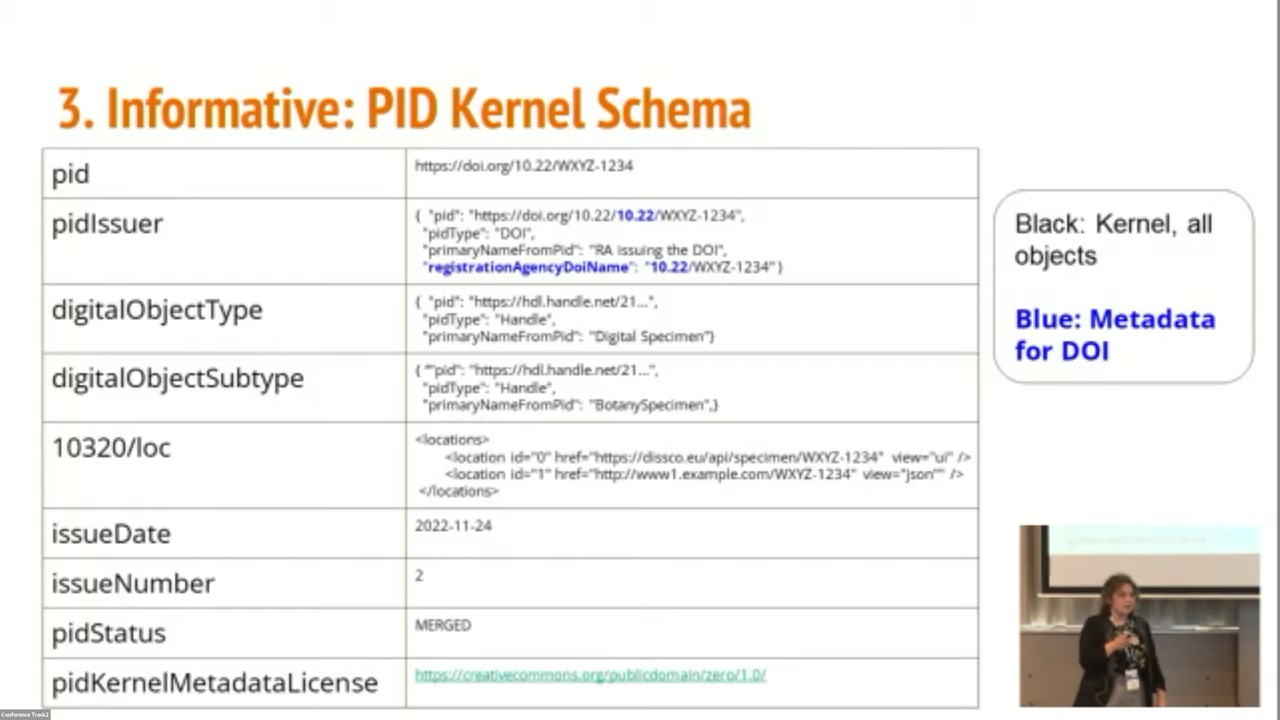 3. Informative: PID Kernel Schema
pid
https://doi.org/10.22/WXYZ-1234
pidIssuer
{ "pid": "https://doi.org/10.22/10.22/WXYZ-1234",
"pidType": "DOI",
"primaryNameFromPid": "RA issuing the DOI",
"registrationAgencyDoiName": "10.22/WXYZ-1234" }
digitalObjectType
{ "pid": "https://hdl.handle.net/21...",
"pidType": "Handle",
"primaryNameFromPid": "Digital Specimen"}
digitalObjectSubtype
{ ""pid": "https://hdl.handle.net/21...",
"pidType": "Handle",
"primaryNameFromPid": "BotanySpecimen",}
10320/loc
<locations>
<location id="0" href="https://dissco.eu/api/specimen/WXYZ-1234" view="ui" />
<location id="1" href="http://www1.example.com/WXYZ-1234" view="json"" />
</locations>
issueDate
2022-11-24
issueNumber
2
pidStatus
MERGED
pidKernelMetadataLicense
https://creativecommons.org/publicdomain/zero/1.0/
Black: Kernel, all
objects
Blue: Metadata
for DOI
Conference Track2